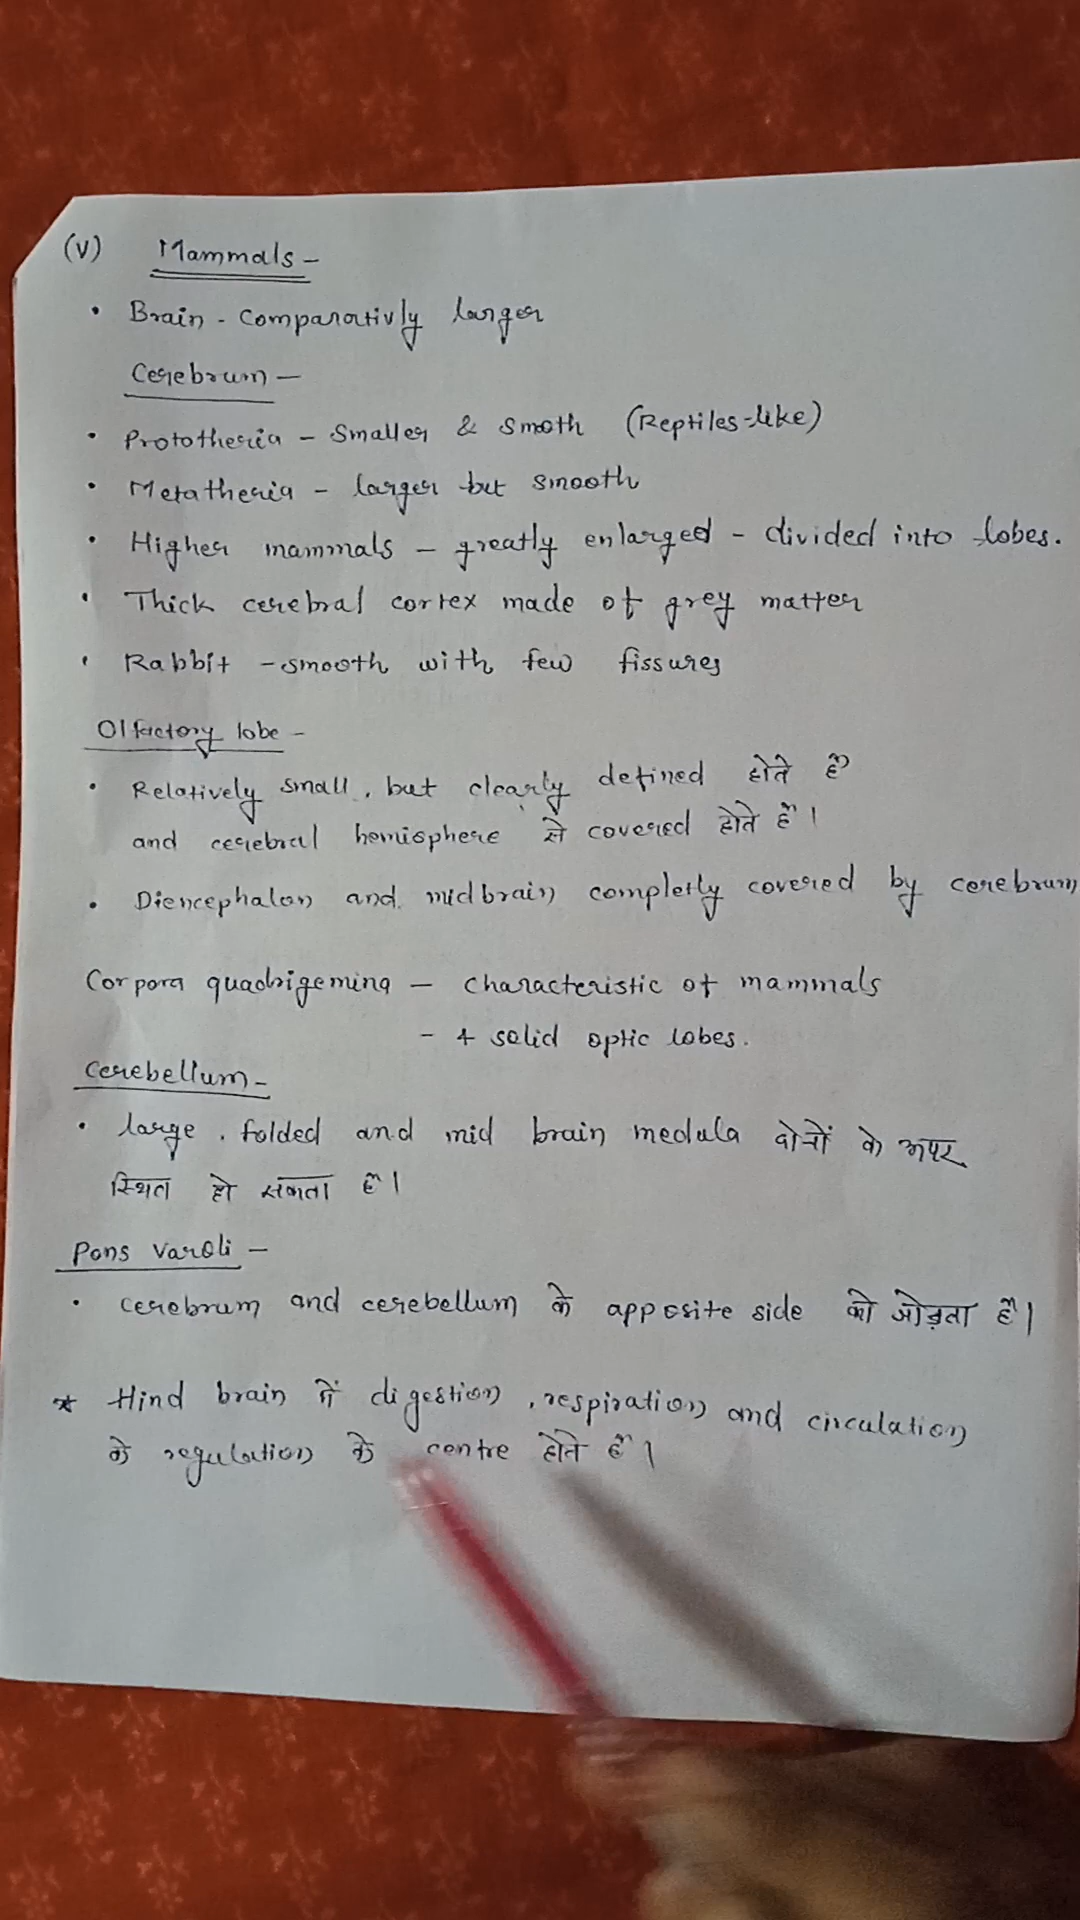 (V) Mammals -
• Brain - comparativly larger
Cerebrum -
• Prototheria - Smaller & Smoth (Reptiles-like)
• Metatheria - larger but smooth
• Higher mammals - greatly enlarged - divided into lobes.
• Thick cerebral cortex made of grey matter
• Rabbit - smooth with few fissures
Olfactory lobe -
• Relatively small, but clearly defined होते है
and cerebral hemisphere से covered होते हैं।
• Diencephalon and midbrain completly covered by cerebrum
Corpora quadrigemina - characteristic of mammals
- 4 solid optic lobes.
Cerebellum -
• large, folded and mid brain medula दोनों के ऊपर
स्थित हो सकता है।
Pons varoli -
• cerebrum and cerebellum के apposite side को जोड़ता है।
* Hind brain में digestion, respiration and circulation
के regulation के centre होते हैं।